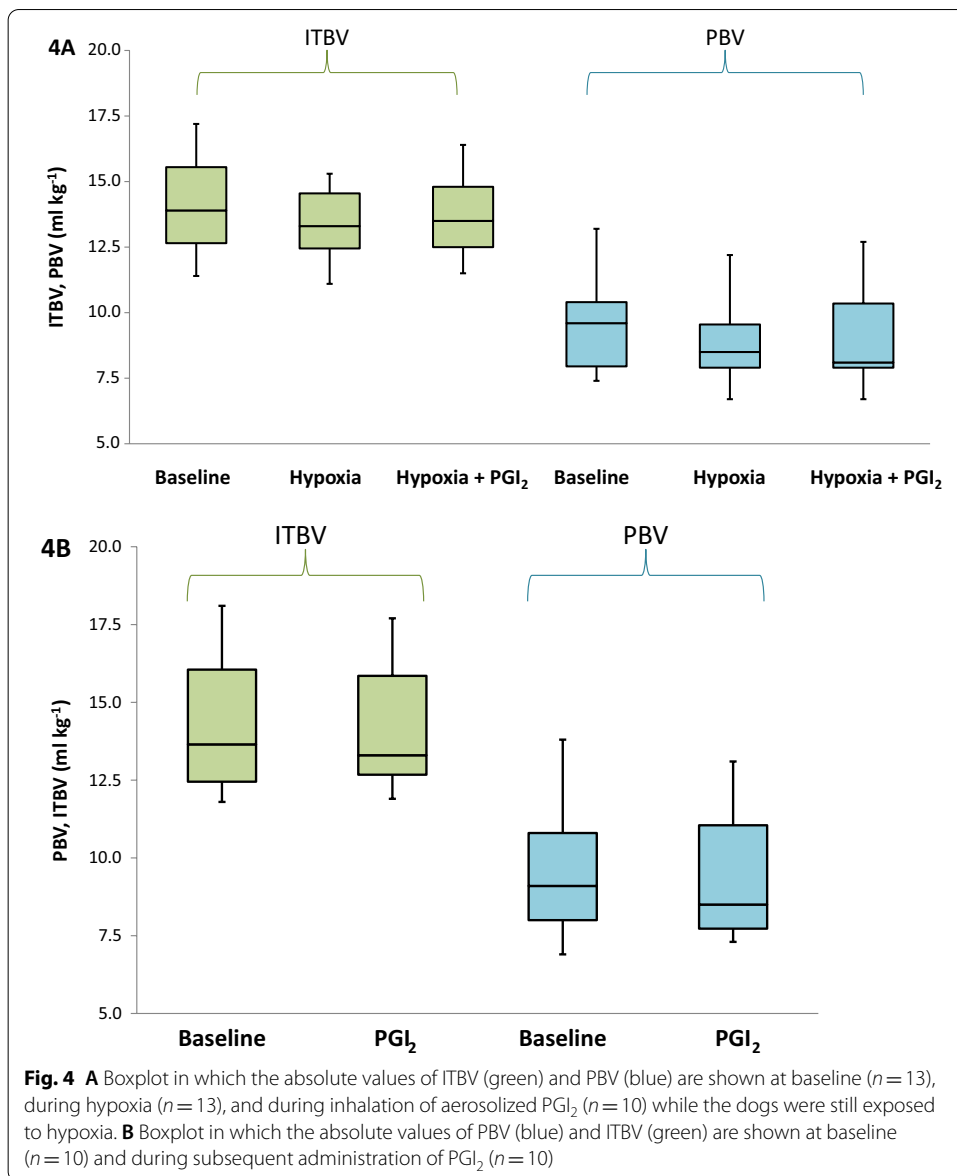 4A
ITBV
PBV
20.0
17.5
15.0
12.5
10.0
7.5
5.0
ITBV, PBV (ml kg⁻¹)
Baseline Hypoxia Hypoxia + PGI₂ Baseline Hypoxia Hypoxia + PGI₂
4B
ITBV
PBV
20.0
17.5
15.0
12.5
10.0
7.5
5.0
PBV, ITBV (ml kg⁻¹)
Baseline PGI₂ Baseline PGI₂
Fig. 4 A Boxplot in which the absolute values of ITBV (green) and PBV (blue) are shown at baseline (n = 13),
during hypoxia (n = 13), and during inhalation of aerosolized PGI₂ (n = 10) while the dogs were still exposed
to hypoxia. B Boxplot in which the absolute values of PBV (blue) and ITBV (green) are shown at baseline
(n = 10) and during subsequent administration of PGI₂ (n = 10)